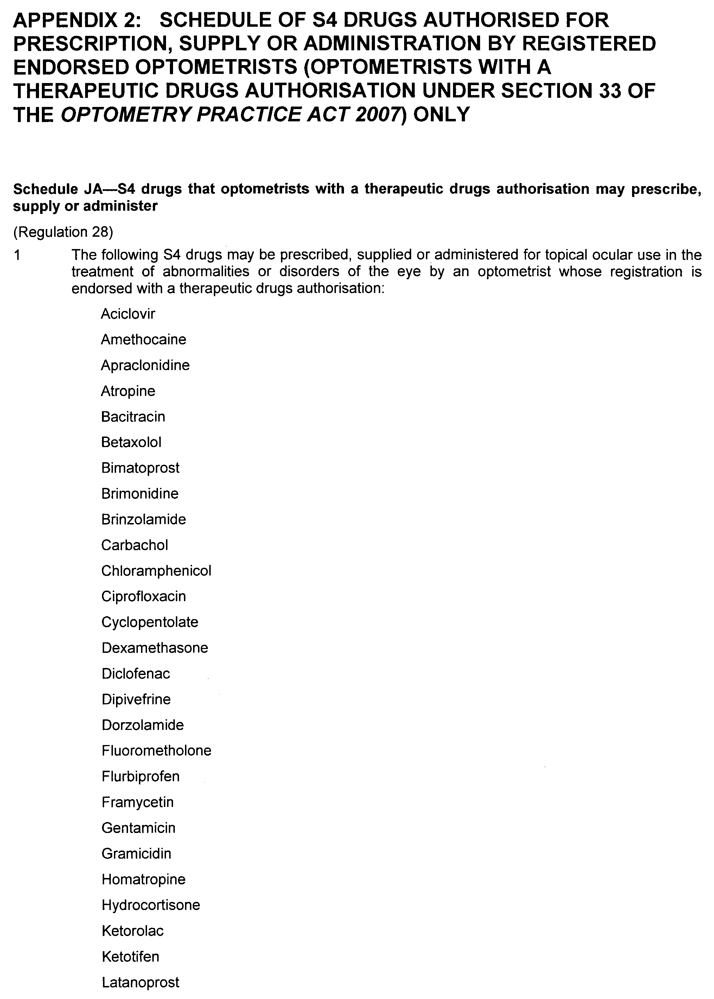 APPENDIX 2: SCHEDULE OF S4 DRUGS AUTHORISED FOR
PRESCRIPTION, SUPPLY OR ADMINISTRATION BY REGISTERED
ENDORSED OPTOMETRISTS (OPTOMETRISTS WITH A
THERAPEUTIC DRUGS AUTHORISATION UNDER SECTION 33 OF
THE OPTOMETRY PRACTICE ACT 2007) ONLY
Schedule JA—S4 drugs that optometrists with a therapeutic drugs authorisation may prescribe,
supply or administer
(Regulation 28)
1 The following S4 drugs may be prescribed, supplied or administered for topical ocular use in the
treatment of abnormalities or disorders of the eye by an optometrist whose registration is
endorsed with a therapeutic drugs authorisation:
Aciclovir
Amethocaine
Apraclonidine
Atropine
Bacitracin
Betaxolol
Bimatoprost
Brimonidine
Brinzolamide
Carbachol
Chloramphenicol
Ciprofloxacin
Cyclopentolate
Dexamethasone
Diclofenac
Dipivefrine
Dorzolamide
Fluorometholone
Flurbiprofen
Framycetin
Gentamicin
Gramicidin
Homatropine
Hydrocortisone
Ketorolac
Ketotifen
Latanoprost